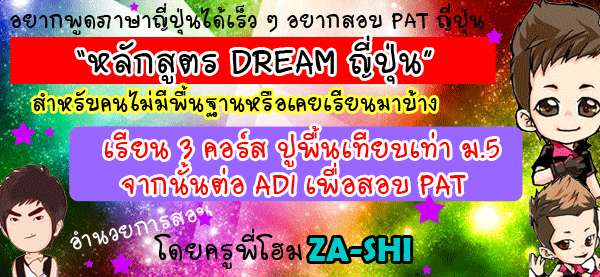 อยากพูดภาษาญี่ปุ่นได้เร็ว ๆ อยากสอบ PAT ญี่ปุ่น
"หลักสูตร DREAM ญี่ปุ่น"
สำหรับคนไม่มีพื้นฐานหรือเคยเรียนมาบ้าง
เรียน 3 คอร์ส ปูพื้นเทียบเท่า ม.5
จากนั้นต่อ ADI เพื่อสอบ PAT
อำนวยการสอน
โดยครูพี่โฮม ZA-SHI